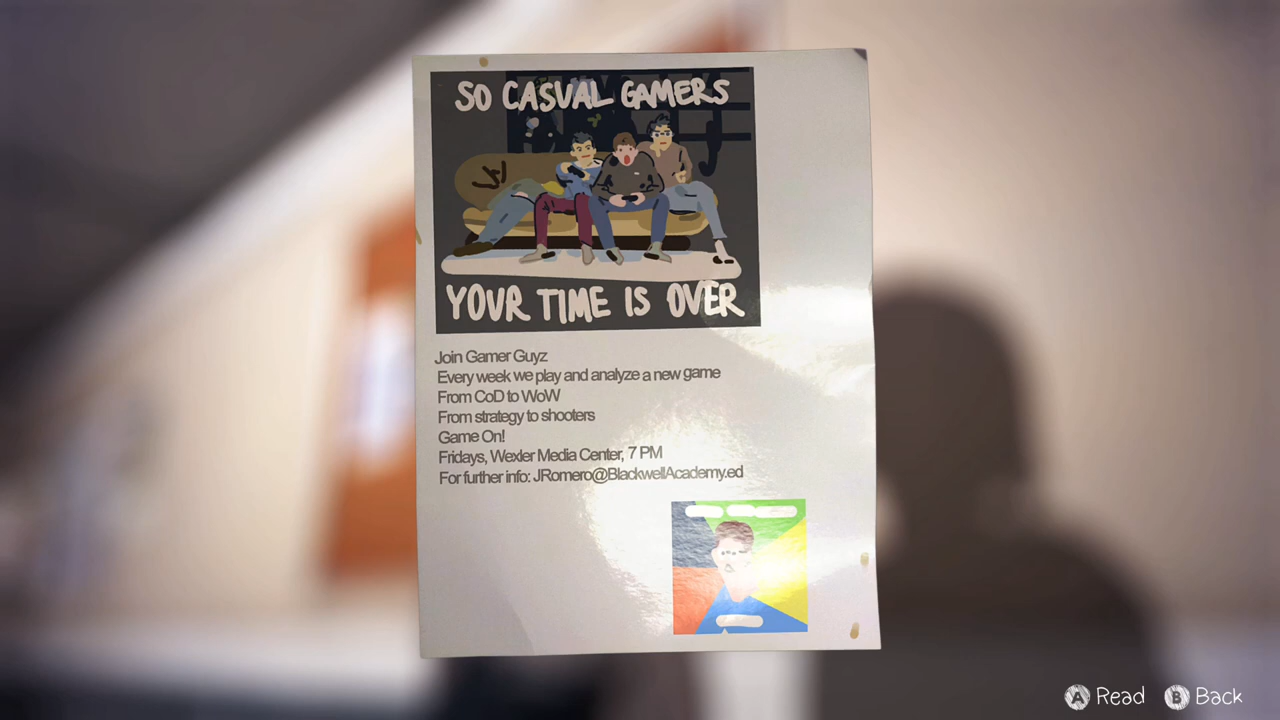 SO CASUAL GAMERS
YOUR TIME IS OVER
Join Gamer Guyz
Every week we play and analyze a new game
From CoD to WoW
From strategy to shooters
Game On!
Fridays, Wexler Media Center, 7 PM
For further info: JRomero@BlackwellAcademy.ed
A Read B Back